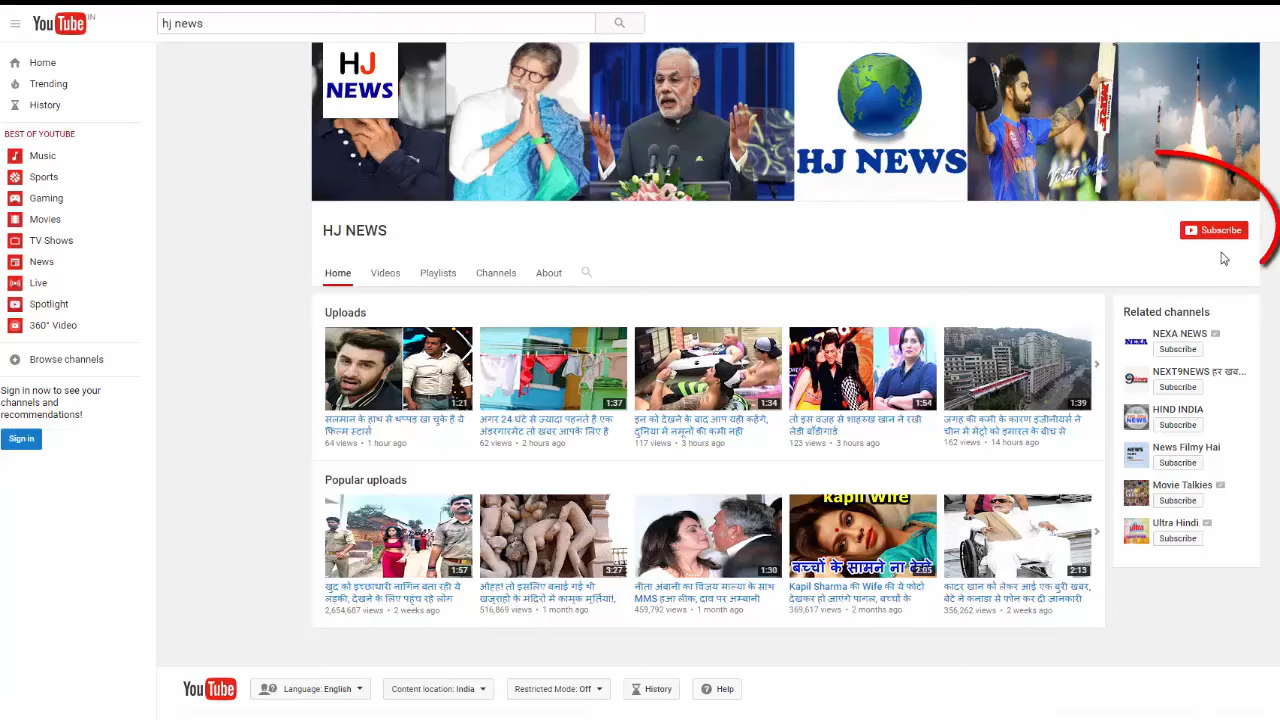 YouTube IN
hj news
Home
Trending
History
BEST OF YOUTUBE
Music
Sports
Gaming
Movies
TV Shows
News
Live
Spotlight
360° Video
Browse channels
Sign in now to see your
channels and
recommendations!
Sign in
HJ
NEWS
HJ NEWS
HJ NEWS
Subscribe
Home Videos Playlists Channels About
Uploads
1:21
सलमान के हाथ से थप्पड़ खा चुके हैं ये
फिल्म स्टार्स
64 views • 1 hour ago
1:37
अगर 24 घंटे से ज्यादा पहनते हैं एक
अंडरगारमेंट तो खबर आपके लिए है
62 views • 2 hours ago
1:34
इन को देखने के बाद आप यही कहेंगे,
दुनिया में नमूनों की कमी नहीं
117 views • 3 hours ago
1:54
तो इस वजह से शाहरुख खान ने रखी
लेडी बॉडीगार्ड
123 views • 3 hours ago
1:39
जगह की कमी के कारण इंजीनियर्स ने
चीन में मेट्रो को इमारत के बीच से
162 views • 14 hours ago
Popular uploads
1:57
खुद को इच्छाधारी नागिन बता रही ये
लड़की, देखने के लिए पहुंच रहे लोग
2,654,687 views • 2 weeks ago
3:27
ओह्ह! तो इसलिए बनाई गई थी
खजुराहो के मंदिरों में कामुक मूर्तियां!,
516,869 views • 1 month ago
1:30
नीता अंबानी का विजय माल्या के साथ
MMS हुआ लीक, दाव पर अम्बानी
459,792 views • 1 month ago
kapil Wife
बच्चों के सामने ना देखे
2:05
Kapil Sharma की Wife की ये फोटो
देखकर हो जाएंगे पागल, बच्चों के
369,617 views • 2 months ago
2:13
कादर खान को लेकर आई एक बुरी खबर,
बेटे ने कनाडा से फोन कर दी जानकारी
356,262 views • 2 weeks ago
Related channels
NEXA NEWS
Subscribe
NEXT9NEWS हर खब...
Subscribe
HIND INDIA
Subscribe
News Filmy Hai
Subscribe
Movie Talkies
Subscribe
Ultra Hindi
Subscribe
YouTube Language: English Content location: India Restricted Mode: Off History Help